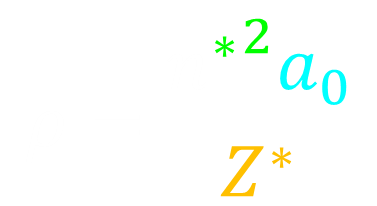 *² a₀
Z*